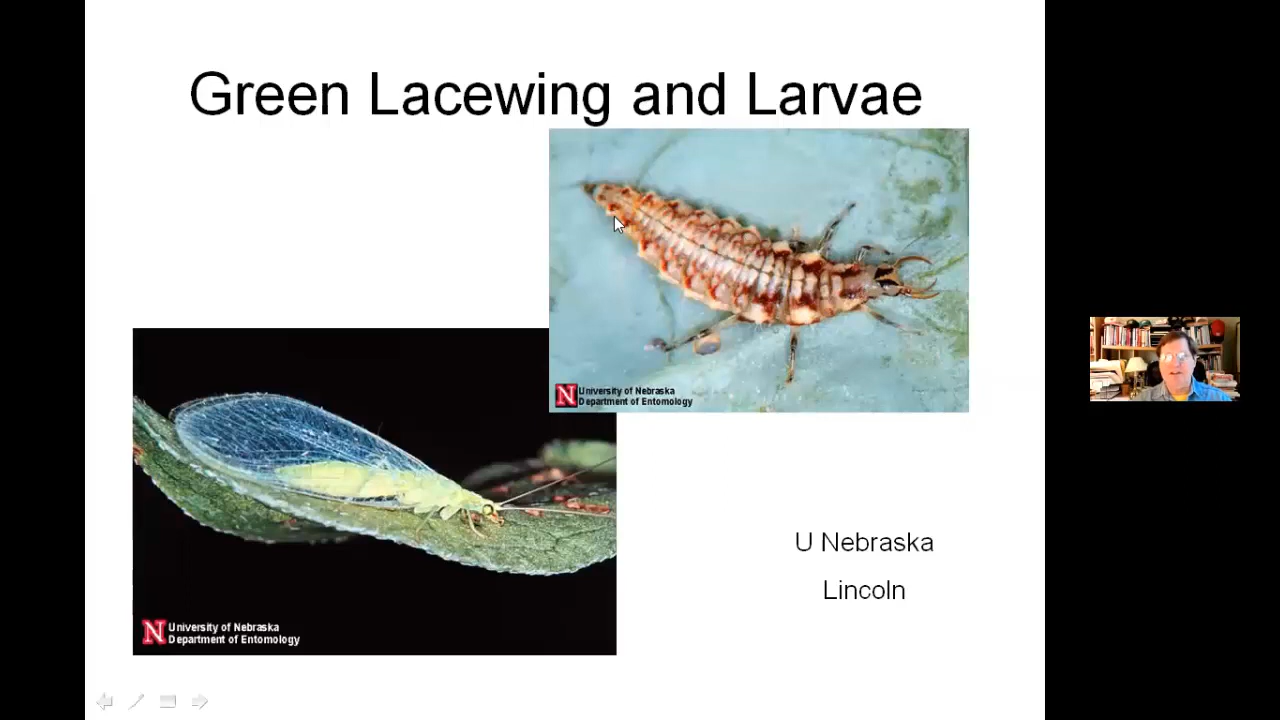 Green Lacewing and Larvae
N University of Nebraska
Department of Entomology
U Nebraska
Lincoln
N University of Nebraska
Department of Entomology